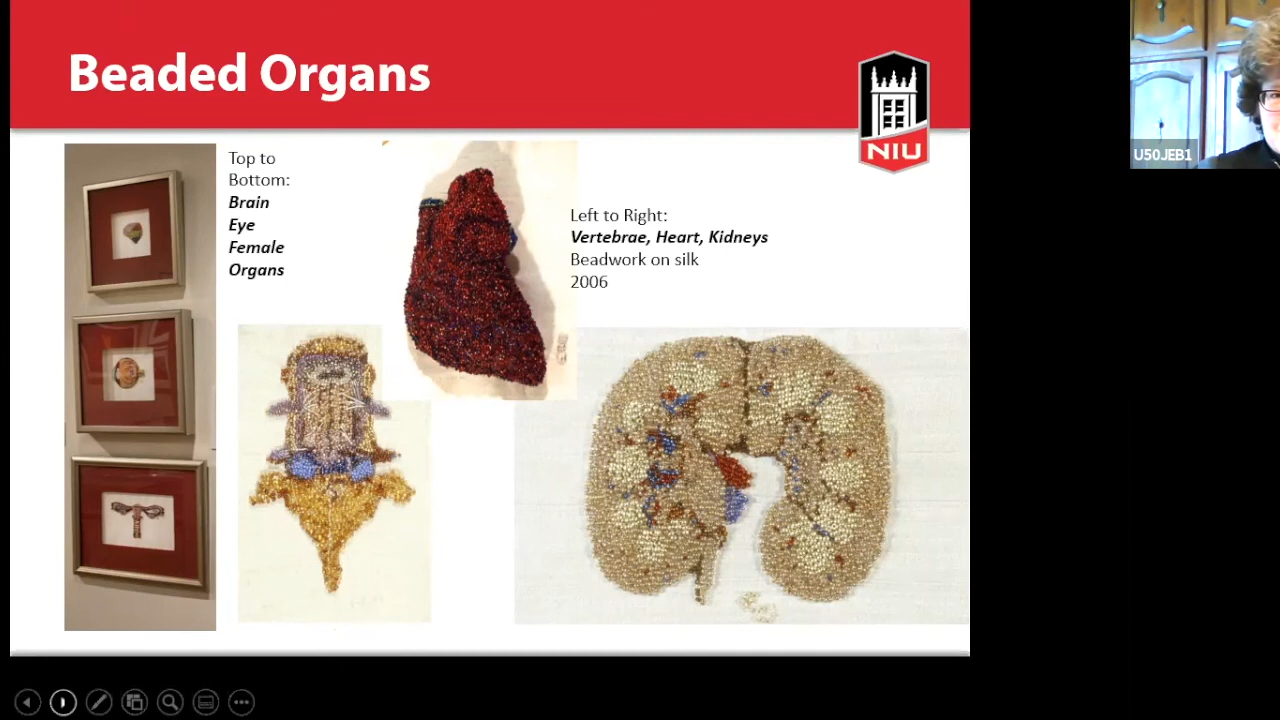 Beaded Organs
NIU
Top to
Bottom:
Brain
Eye
Female
Organs
Left to Right:
Vertebrae, Heart, Kidneys
Beadwork on silk
2006
U50JEB1